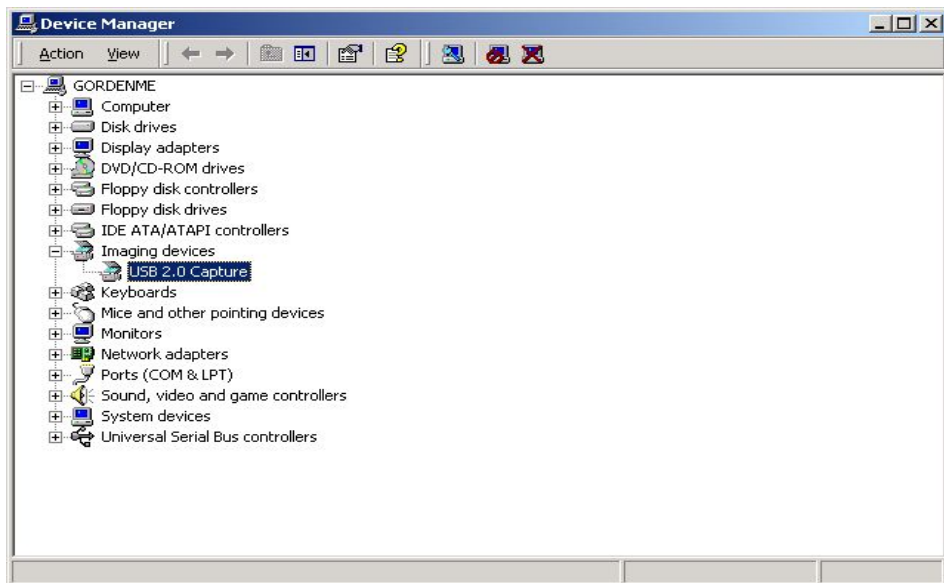 Device Manager
Action View
GORDENME
Computer
Disk drives
Display adapters
DVD/CD-ROM drives
Floppy disk controllers
Floppy disk drives
IDE ATA/ATAPI controllers
Imaging devices
USB 2.0 Capture
Keyboards
Mice and other pointing devices
Monitors
Network adapters
Ports (COM & LPT)
Sound, video and game controllers
System devices
Universal Serial Bus controllers